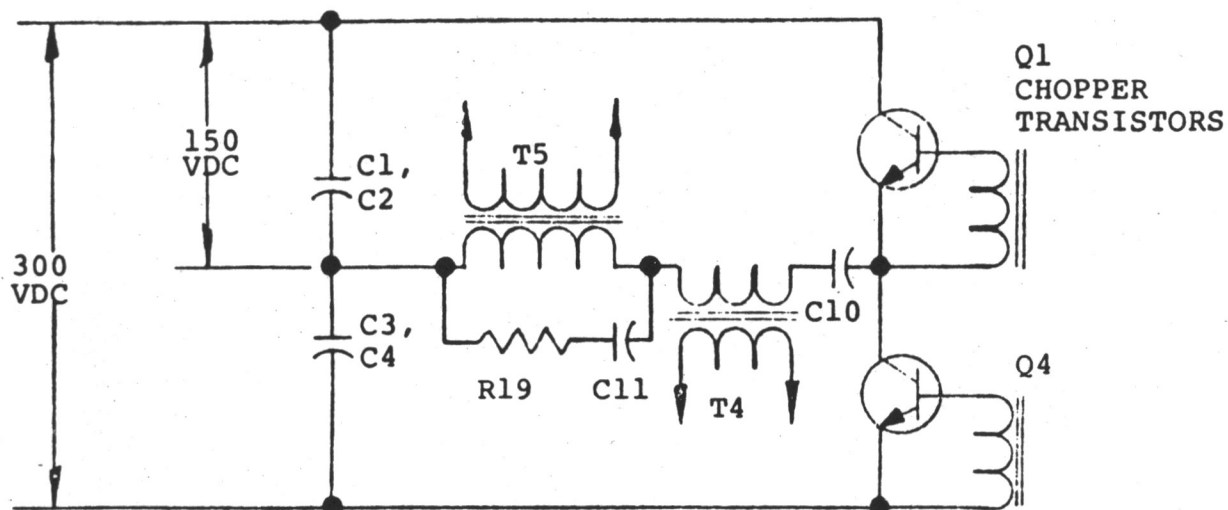 Q1
CHOPPER
TRANSISTORS
150
VDC
C1,
C2
T5
300
VDC
C3,
C4
C10
R19
C11
T4
Q4